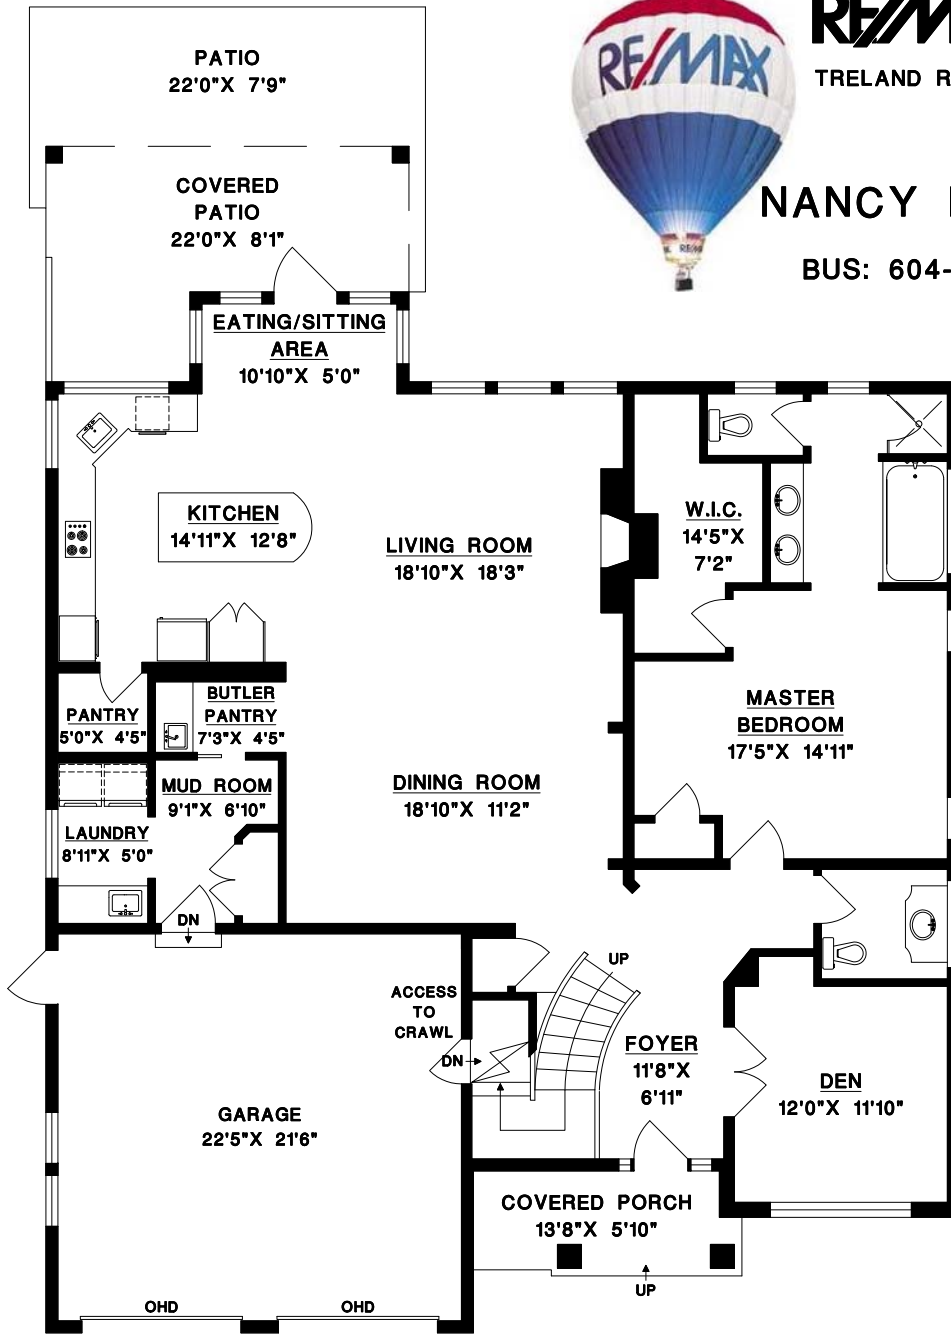 PATIO
22'0"X 7'9"
COVERED
PATIO
22'0"X 8'1"
RE/MAX
RE/MAX
TRELAND
NANCY
BUS: 604-
EATING/SITTING
AREA
10'10"X 5'0"
KITCHEN
14'11"X 12'8"
LIVING ROOM
18'10"X 18'3"
W.I.C.
14'5"X
7'2"
MASTER
BEDROOM
17'5"X 14'11"
PANTRY
5'0"X 4'5"
BUTLER
PANTRY
7'3"X 4'5"
MUD ROOM
9'1"X 6'10"
DINING ROOM
18'10"X 11'2"
LAUNDRY
8'11"X 5'0"
DN
UP
ACCESS
TO
CRAWL
DN
FOYER
11'8"X
6'11"
DEN
12'0"X 11'10"
GARAGE
22'5"X 21'6"
COVERED PORCH
13'8"X 5'10"
UP
OHD
OHD